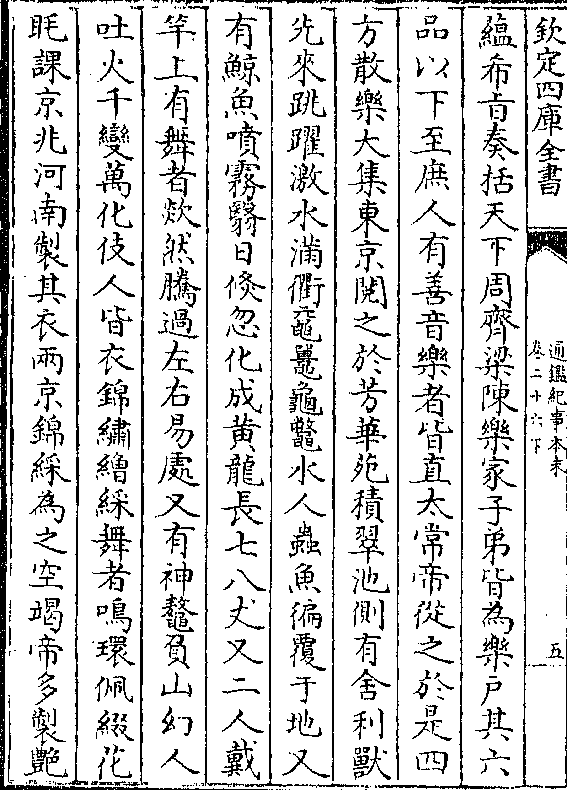 欽定四庫全書
通鑑紀事本末
卷二十六下
五
蘊希㫖奏括天下周齊梁陳樂家子弟皆為樂户其六
品以下至庶人有善音樂者皆直太常帝從之於是四
方散樂大集東京閱之於芳華苑積翠池側有舍利獸
先來跳躍激水滿衢黿鼉龜鼈水人蟲魚徧覆于地又
有鯨魚噴霧翳日倐忽化成黄龍長七八丈又二人戴
竿上有舞者欻然騰過左右易處又有神鼇負山幻人
吐火千變萬化伎人皆衣錦繡繒綵舞者鳴環佩綴花
毦課京兆河南製其衣兩京錦綵為之空竭帝多製艷